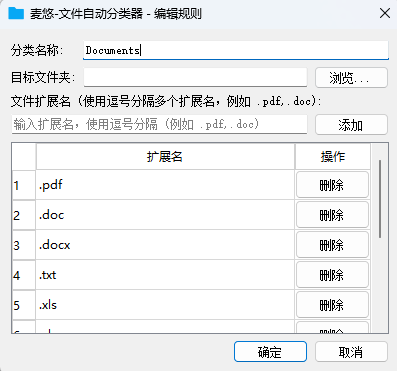 麦悠-文件自动分类器 - 编辑规则
分类名称: Documents
目标文件夹: 浏览...
文件扩展名 (使用逗号分隔多个扩展名，例如 .pdf,.doc):
输入扩展名，使用逗号分隔 (例如 .pdf,.doc) 添加
扩展名 操作
1 .pdf 删除
2 .doc 删除
3 .docx 删除
4 .txt 删除
5 .xls 删除
确定 取消